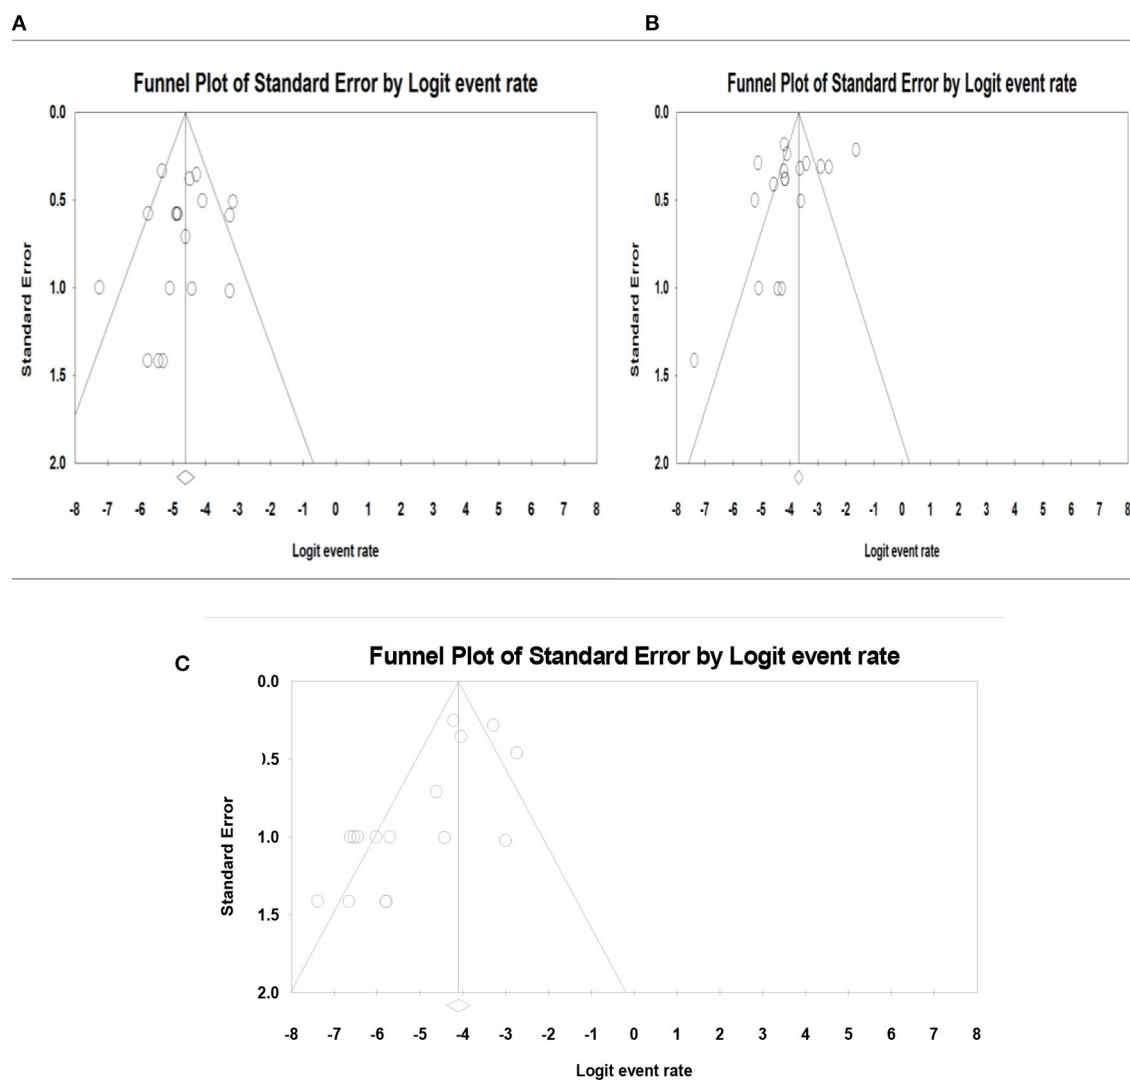 A
B
Funnel Plot of Standard Error by Logit event rate
Funnel Plot of Standard Error by Logit event rate
0.0
0.5
1.0
1.5
2.0
Standard Error
-8 -7 -6 -5 -4 -3 -2 -1 0 1 2 3 4 5 6 7 8
Logit event rate
0.0
0.5
1.0
1.5
2.0
Standard Error
-8 -7 -6 -5 -4 -3 -2 -1 0 1 2 3 4 5 6 7 8
Logit event rate
C
Funnel Plot of Standard Error by Logit event rate
0.0
).5
1.0
1.5
2.0
Standard Error
-8 -7 -6 -5 -4 -3 -2 -1 0 1 2 3 4 5 6 7 8
Logit event rate